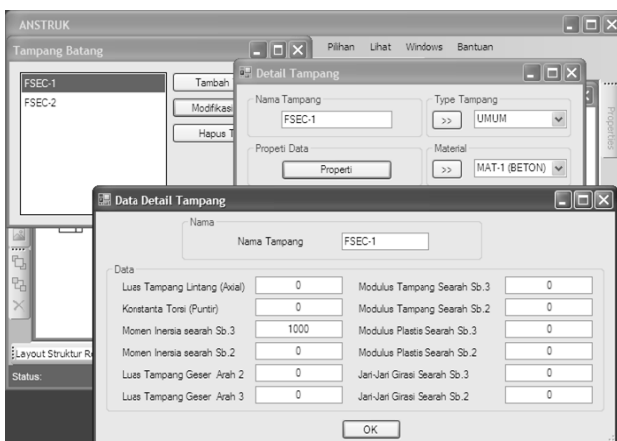 ANSTRUK
Tampang Batang
Pilihan Lihat Windows Bantuan
FSEC-1
FSEC-2
Tambah
Modifikasi
Hapus T
Detail Tampang
Nama Tampang
FSEC-1
Type Tampang
>> UMUM
Propeti Data
Properti
Material
>> MAT-1 (BETON)
Properties
Data Detail Tampang
Nama
Nama Tampang FSEC-1
Data
Luas Tampang Lintang (Axial) 0 Modulus Tampang Searah Sb.3 0
Konstanta Torsi (Puntir) 0 Modulus Tampang Searah Sb.2 0
Momen Inersia searah Sb.3 1000 Modulus Plastis Searah Sb.3 0
Momen Inersia searah Sb.2 0 Modulus Plastis Searah Sb.2 0
Luas Tampang Geser Arah 2 0 Jari-Jari Girasi Searah Sb.3 0
Luas Tampang Geser Arah 3 0 Jari-Jari Girasi Searah Sb.2 0
OK
Layout Struktur R
Status: